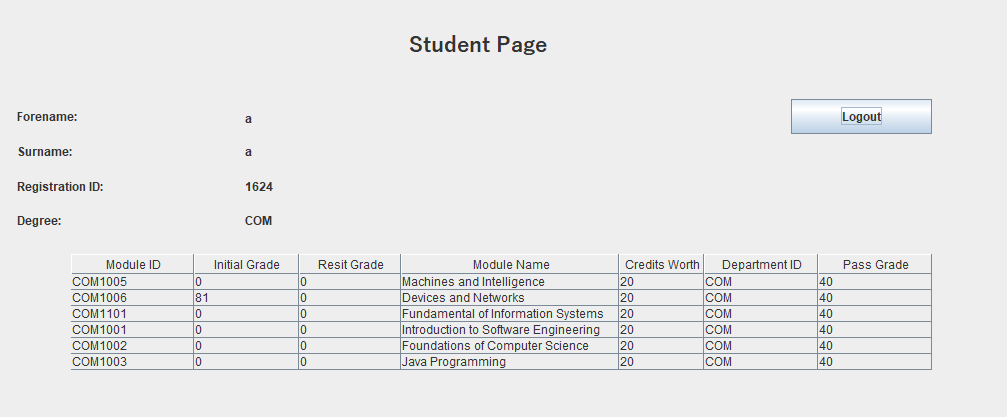 Student Page
Forename: a
Logout
Surname: a
Registration ID: 1624
Degree: COM
Module ID Initial Grade Resit Grade Module Name Credits Worth Department ID Pass Grade
COM1005 0 0 Machines and Intelligence 20 COM 40
COM1006 81 0 Devices and Networks 20 COM 40
COM1101 0 0 Fundamental of Information Systems 20 COM 40
COM1001 0 0 Introduction to Software Engineering 20 COM 40
COM1002 0 0 Foundations of Computer Science 20 COM 40
COM1003 0 0 Java Programming 20 COM 40